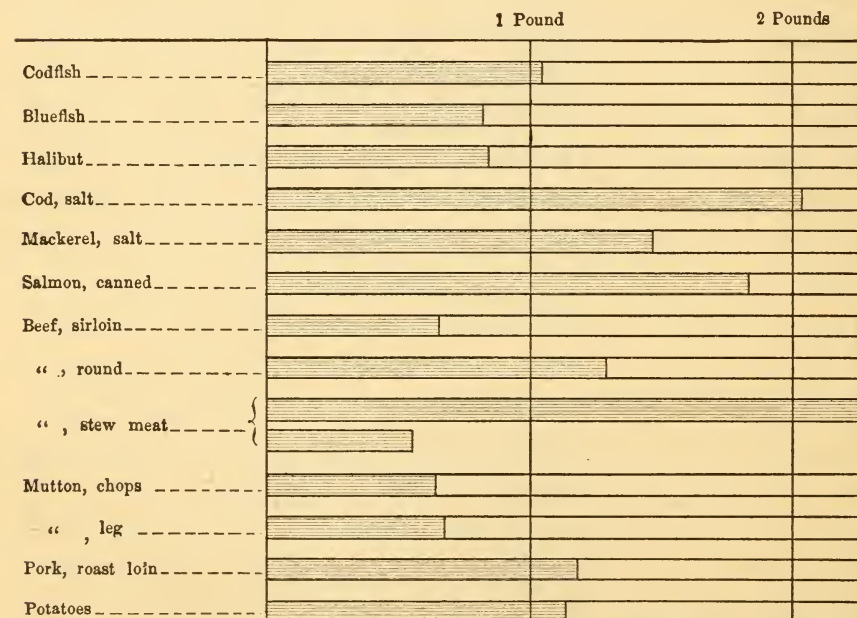 1 Pound 2 Pounds
Codfish
Bluefish
Halibut
Cod, salt
Mackerel, salt
Salmon, canned
Beef, sirloin
“ , round
“ , stew meat
Mutton, chops
“ , leg
Pork, roast loin
Potatoes